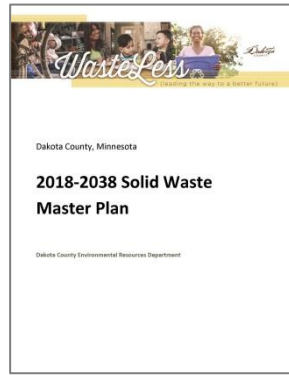 WasteLess
Dakota
COUNTY
(leading the way to a better future)
Dakota County, Minnesota
2018-2038 Solid Waste
Master Plan
Dakota County Environmental Resources Department